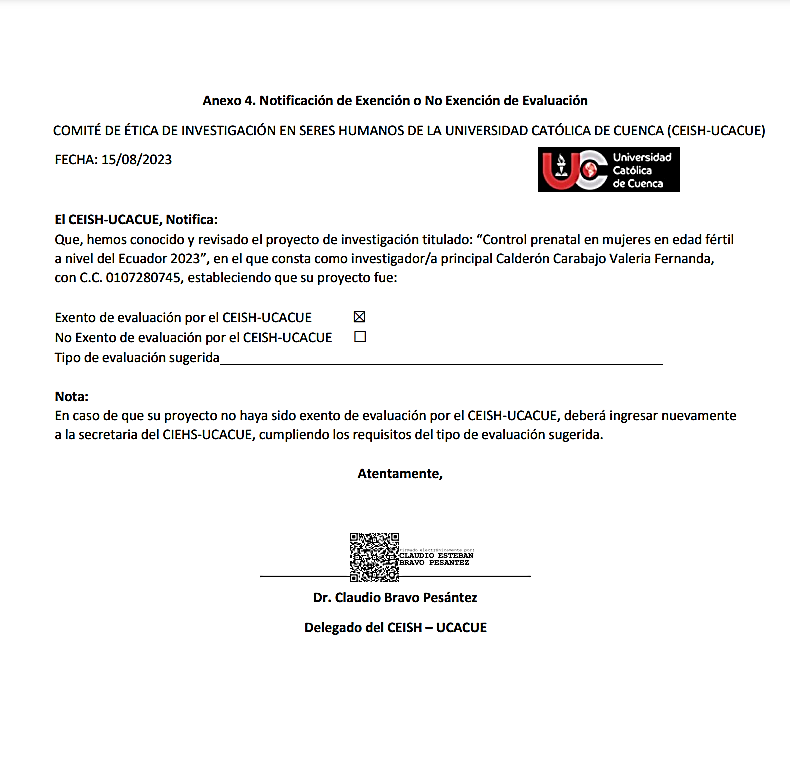 Anexo 4. Notificación de Exención o No Exención de Evaluación
COMITÉ DE ÉTICA DE INVESTIGACIÓN EN SERES HUMANOS DE LA UNIVERSIDAD CATÓLICA DE CUENCA (CEISH-UCACUE)
FECHA: 15/08/2023
UC
Universidad
Católica
de Cuenca
El CEISH-UCACUE, Notifica:
Que, hemos conocido y revisado el proyecto de investigación titulado: “Control prenatal en mujeres en edad fértil
a nivel del Ecuador 2023”, en el que consta como investigador/a principal Calderón Carabajo Valeria Fernanda,
con C.C. 0107280745, estableciendo que su proyecto fue:
Exento de evaluación por el CEISH-UCACUE ☒
No Exento de evaluación por el CEISH-UCACUE ☐
Tipo de evaluación sugerida
Nota:
En caso de que su proyecto no haya sido exento de evaluación por el CEISH-UCACUE, deberá ingresar nuevamente
a la secretaria del CIEHS-UCACUE, cumpliendo los requisitos del tipo de evaluación sugerida.
Atentamente,
Firmado electrónicamente por:
CLAUDIO ESTEBAN
BRAVO PESANTEZ
Dr. Claudio Bravo Pesántez
Delegado del CEISH – UCACUE